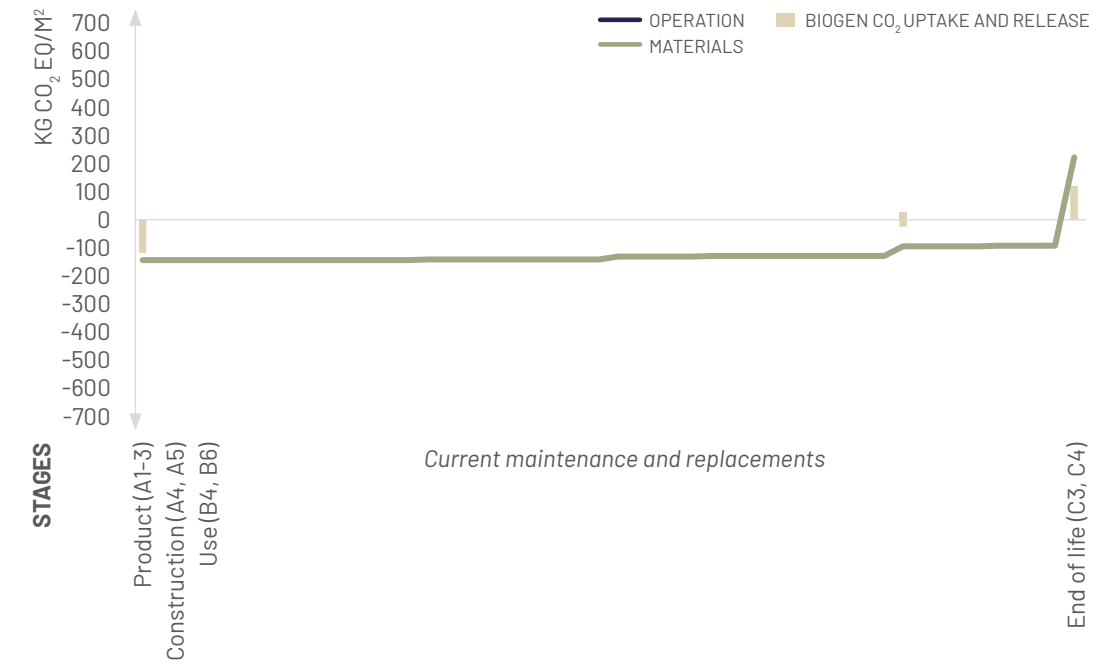 KG CO₂ EQ/M²
700
600
500
400
300
200
100
0
-100
-200
-300
-400
-500
-600
-700
OPERATION
MATERIALS
BIOGEN CO₂ UPTAKE AND RELEASE
STAGES
Product (A1-3)
Construction (A4, A5)
Use (B4, B6)
Current maintenance and replacements
End of life (C3, C4)